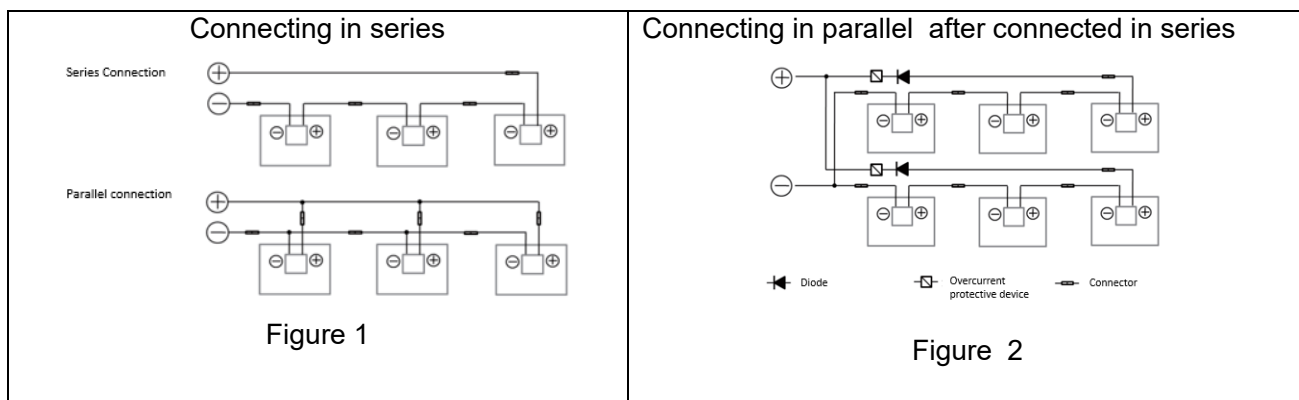 Connecting in series
Series Connection
⊕
⊖
⊖ ⊕ ⊖ ⊕ ⊖ ⊕
Parallel connection
⊕
⊖
⊖ ⊕ ⊖ ⊕ ⊖ ⊕
Figure 1
Connecting in parallel after connected in series
⊕
⊖ ⊕ ⊖ ⊕ ⊖ ⊕
⊖
⊖ ⊕ ⊖ ⊕ ⊖ ⊕
Diode
Overcurrent
protective device
Connector
Figure 2